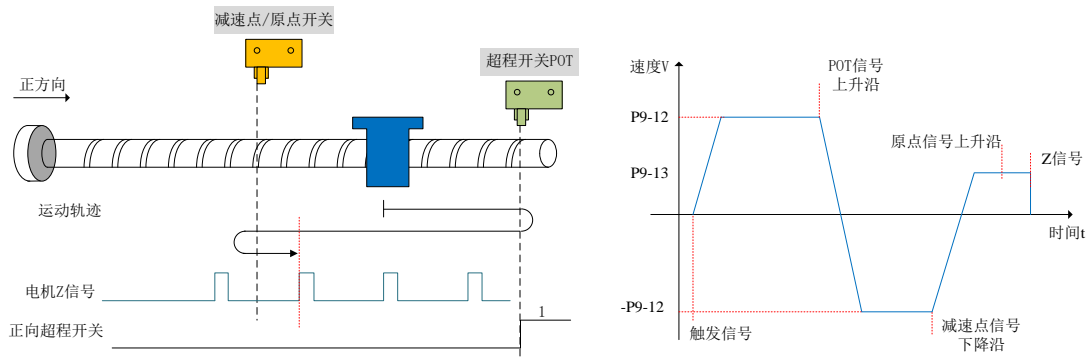 减速点/原点开关
超程开关POT
正方向
运动轨迹
电机Z信号
正向超程开关
1
速度V
POT信号
上升沿
P9-12
原点信号上升沿
Z信号
P9-13
时间t
-P9-12
触发信号
减速点信号
下降沿